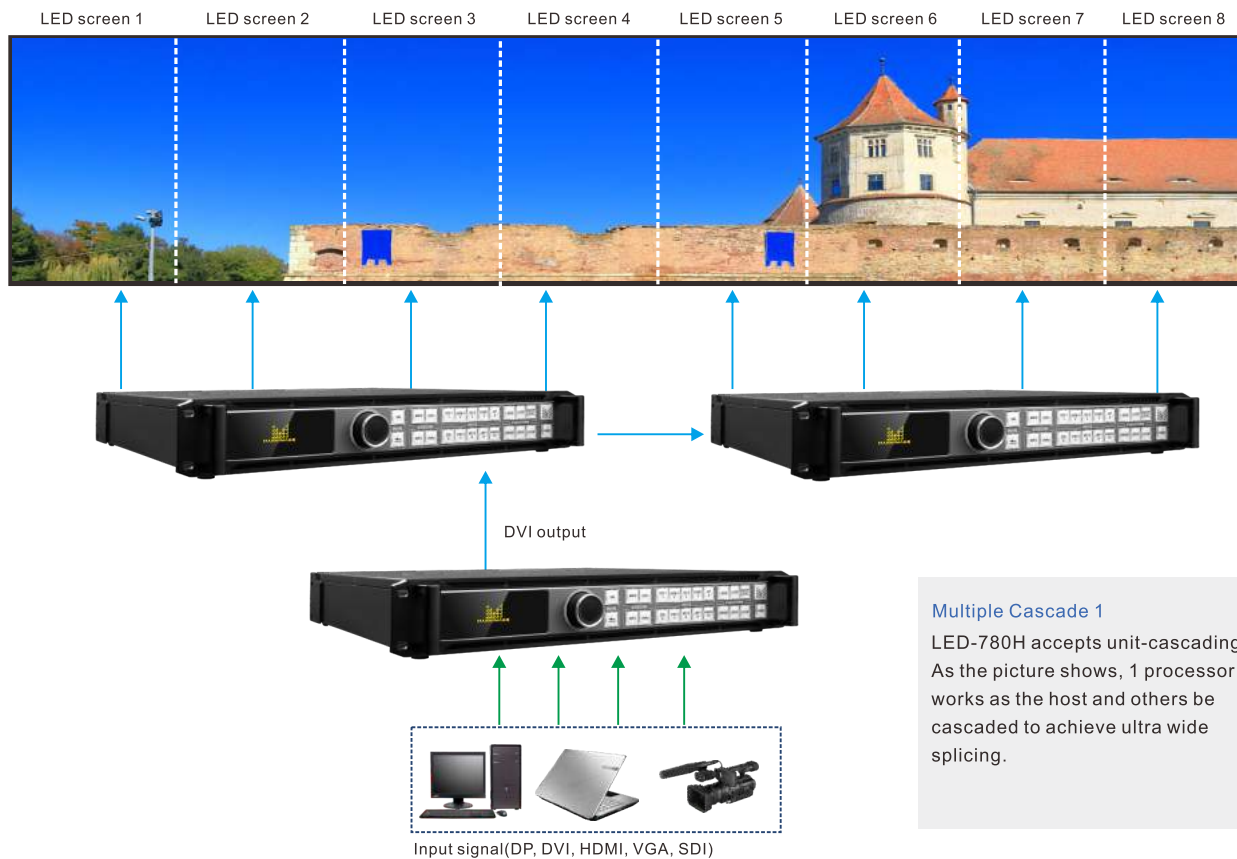 LED screen 1 LED screen 2 LED screen 3 LED screen 4 LED screen 5 LED screen 6 LED screen 7 LED screen 8
DVI output
Multiple Cascade 1
LED-780H accepts unit-cascading
As the picture shows, 1 processor
works as the host and others be
cascaded to achieve ultra wide
splicing.
Input signal(DP, DVI, HDMI, VGA, SDI)